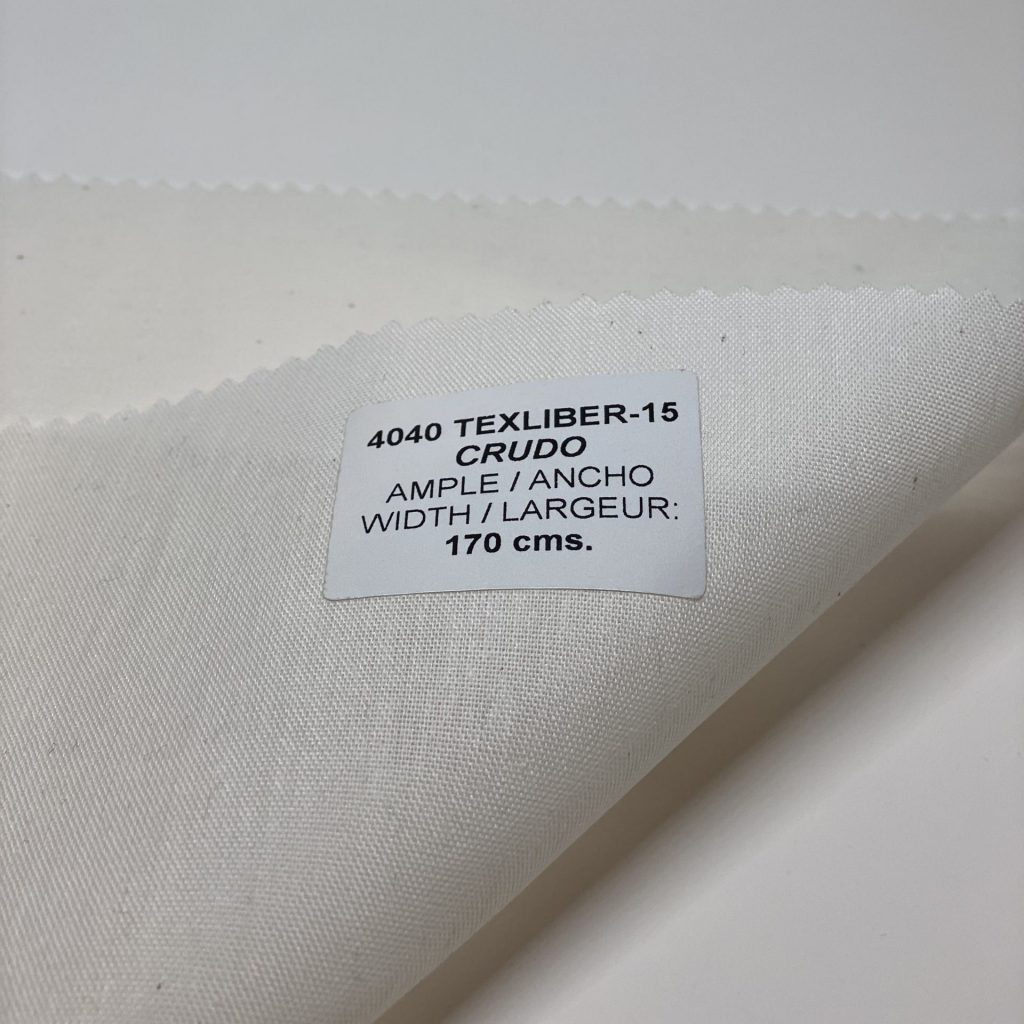 4040 TEXLIBER-15
CRUDO
AMPLE / ANCHO
WIDTH / LARGEUR:
170 cms.